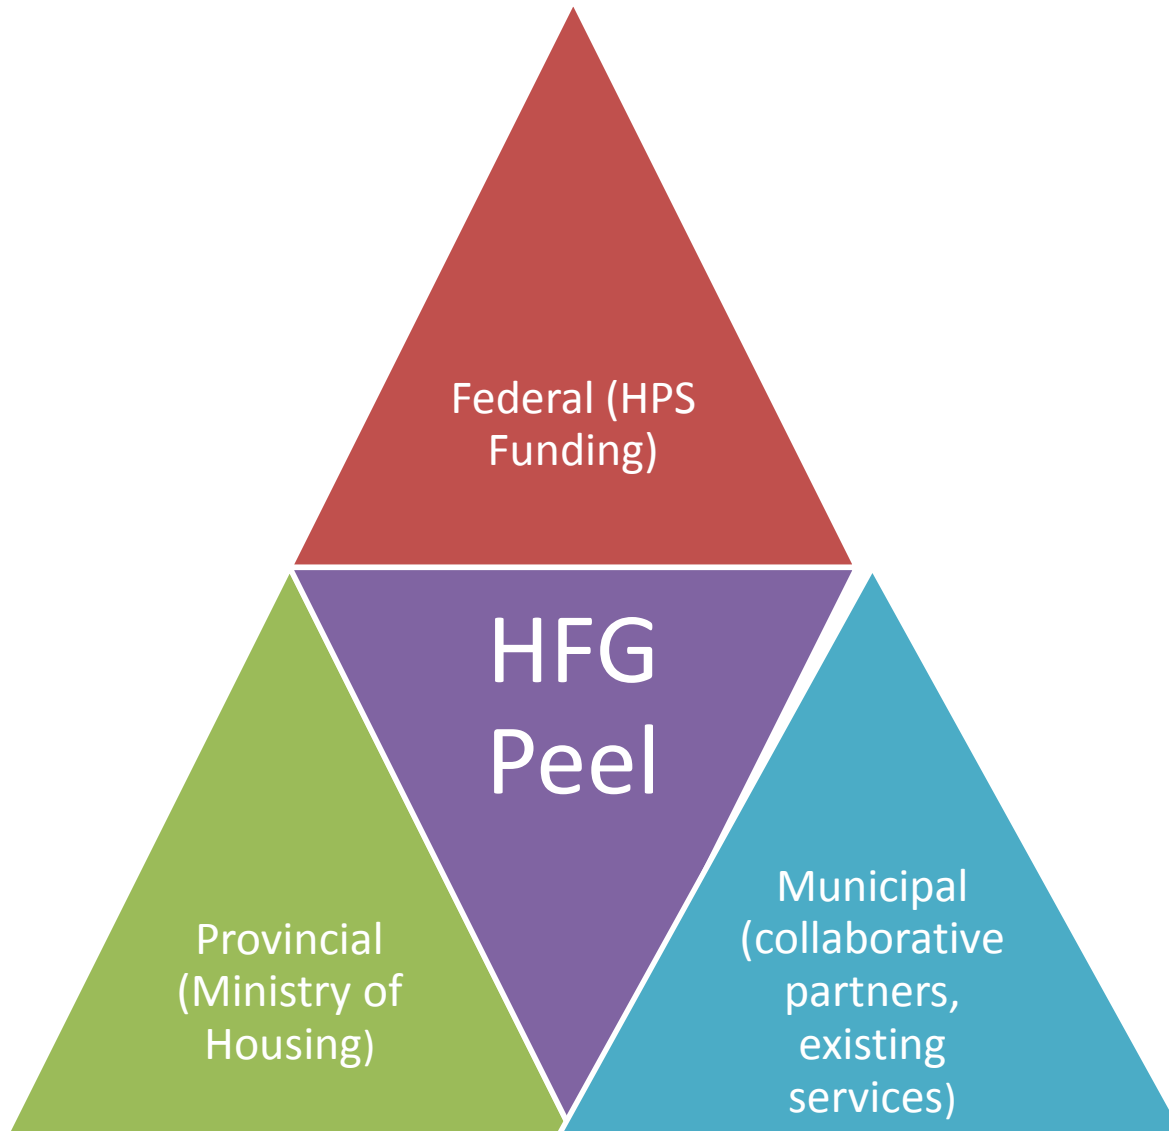 Federal (HPS
Funding)
HFG
Peel
Provincial
(Ministry of
Housing)
Municipal
(collaborative
partners,
existing
services)